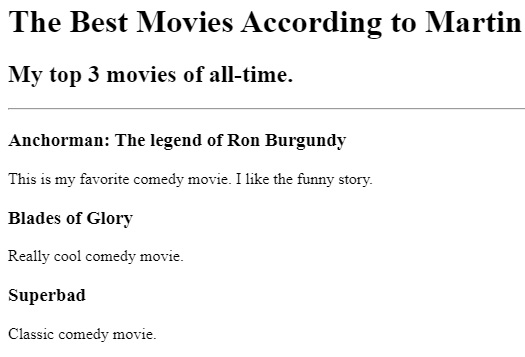 The Best Movies According to Martin
My top 3 movies of all-time.
Anchorman: The legend of Ron Burgundy
This is my favorite comedy movie. I like the funny story.
Blades of Glory
Really cool comedy movie.
Superbad
Classic comedy movie.